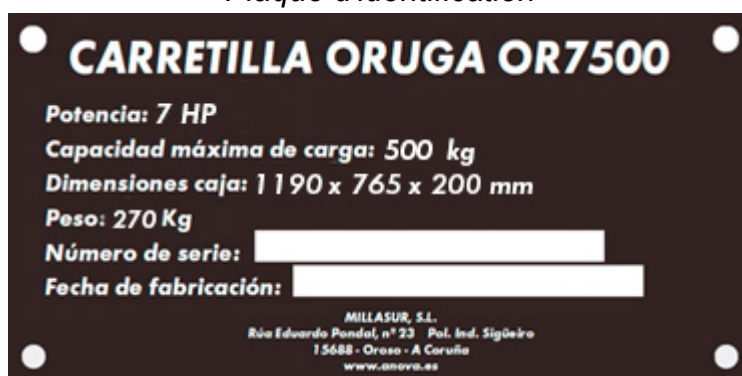 Plaque d'identification
CARRETILLA ORUGA OR7500
Potencia: 7 HP
Capacidad máxima de carga: 500 kg
Dimensiones caja: 1190 x 765 x 200 mm
Peso: 270 Kg
Número de serie:
Fecha de fabricación:
MILLASUR, S.L.
Rúa Eduardo Pondal, nº 23 Pol. Ind. Sigüeiro
15688 - Oroso - A Coruña
www.anova.es